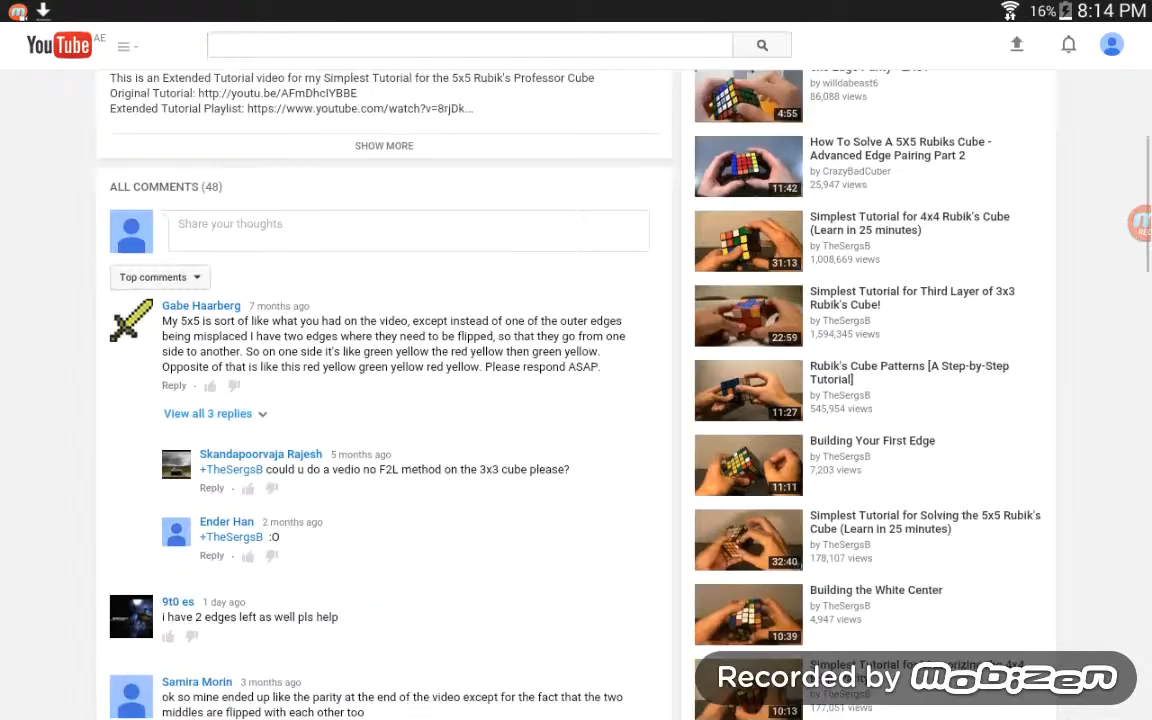 16% 8:14 PM
YouTube AE
This is an Extended Tutorial video for my Simplest Tutorial for the 5x5 Rubik's Professor Cube
Original Tutorial: http://youtu.be/AFmDhcIYBBE
Extended Tutorial Playlist: https://www.youtube.com/watch?v=8rjDk...
SHOW MORE
ALL COMMENTS (48)
Share your thoughts
Top comments
Gabe Haarberg 7 months ago
My 5x5 is sort of like what you had on the video, except instead of one of the outer edges
being misplaced I have two edges where they need to be flipped, so that they go from one
side to another. So on one side it's like green yellow the red yellow then green yellow.
Opposite of that is like this red yellow green yellow red yellow. Please respond ASAP.
Reply
View all 3 replies
Skandapoorvaja Rajesh 5 months ago
+TheSergsB could u do a vedio no F2L method on the 3x3 cube please?
Reply
Ender Han 2 months ago
+TheSergsB :O
Reply
9t0 es 1 day ago
i have 2 edges left as well pls help
Samira Morin 3 months ago
ok so mine ended up like the parity at the end of the video except for the fact that the two
middles are flipped with each other too
by willdabeast6
86,088 views
4:55
How To Solve A 5X5 Rubiks Cube -
Advanced Edge Pairing Part 2
by CrazyBadCuber
25,947 views
11:42
Simplest Tutorial for 4x4 Rubik's Cube
(Learn in 25 minutes)
by TheSergsB
1,008,669 views
31:13
Simplest Tutorial for Third Layer of 3x3
Rubik's Cube!
by TheSergsB
1,594,345 views
22:59
Rubik's Cube Patterns [A Step-by-Step
Tutorial]
by TheSergsB
545,954 views
11:27
Building Your First Edge
by TheSergsB
7,203 views
11:11
Simplest Tutorial for Solving the 5x5 Rubik's
Cube (Learn in 25 minutes)
by TheSergsB
178,107 views
32:40
Building the White Center
by TheSergsB
4,947 views
10:39
by TheSergsB
177,051 views
10:13
Recorded by mobizen